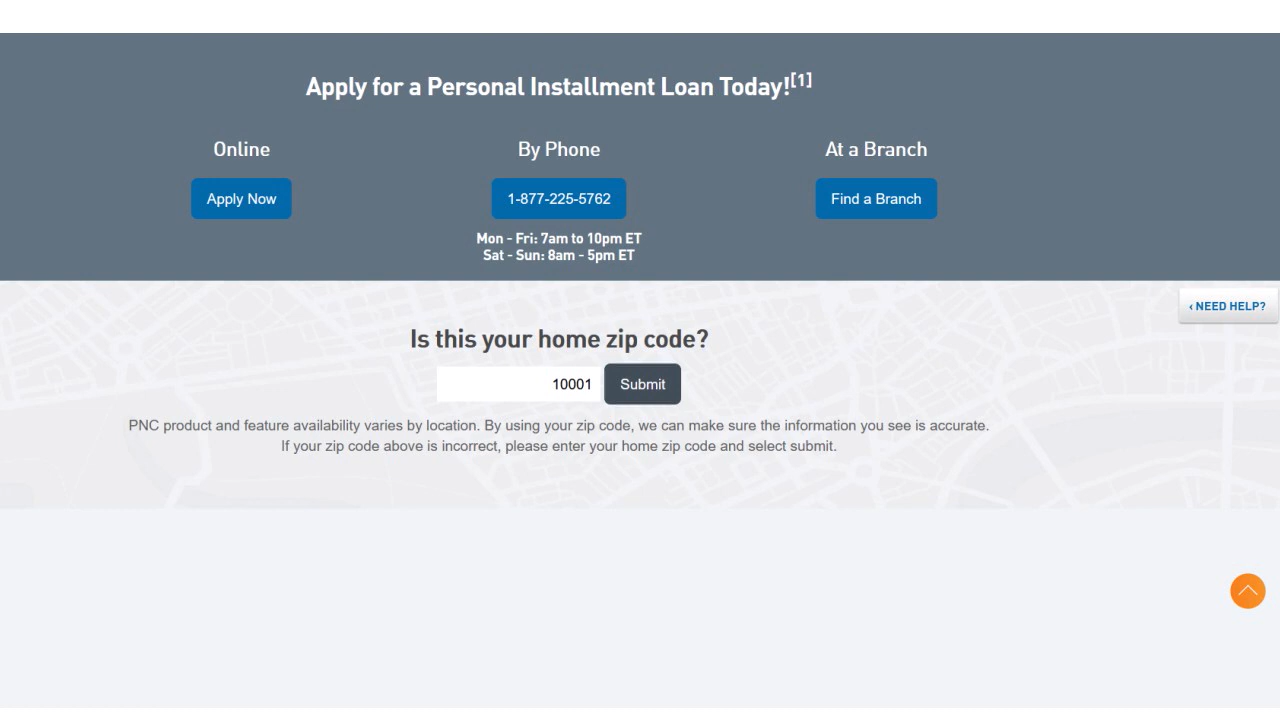 Apply for a Personal Installment Loan Today![1]
Online
By Phone
At a Branch
Apply Now
1-877-225-5762
Find a Branch
Mon - Fri: 7am to 10pm ET
Sat - Sun: 8am - 5pm ET
‹ NEED HELP?
Is this your home zip code?
10001
Submit
PNC product and feature availability varies by location. By using your zip code, we can make sure the information you see is accurate.
If your zip code above is incorrect, please enter your home zip code and select submit.